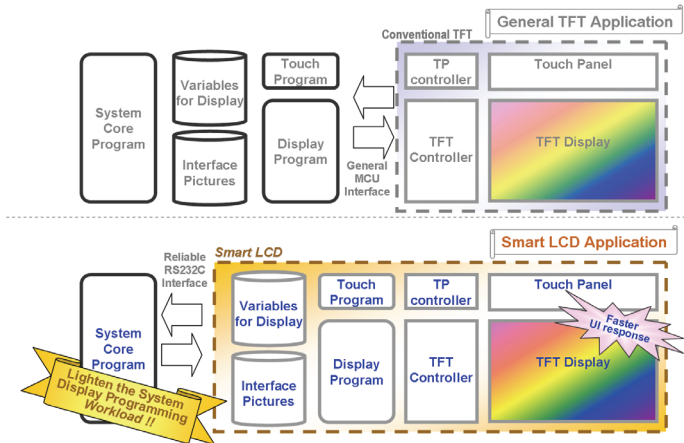 General TFT Application
Conventional TFT
System
Core
Program
Variables
for Display
Interface
Pictures
Touch
Program
Display
Program
General
MCU
Interface
TP
controller
TFT
Controller
Touch Panel
TFT Display
Smart LCD Application
Smart LCD
Reliable
RS232C
Interface
System
Core
Program
Lighten the System
Display Programming
Workload !!
Variables
for Display
Interface
Pictures
Touch
Program
Display
Program
TP
controller
TFT
Controller
Touch Panel
Faster
UI response
TFT Display